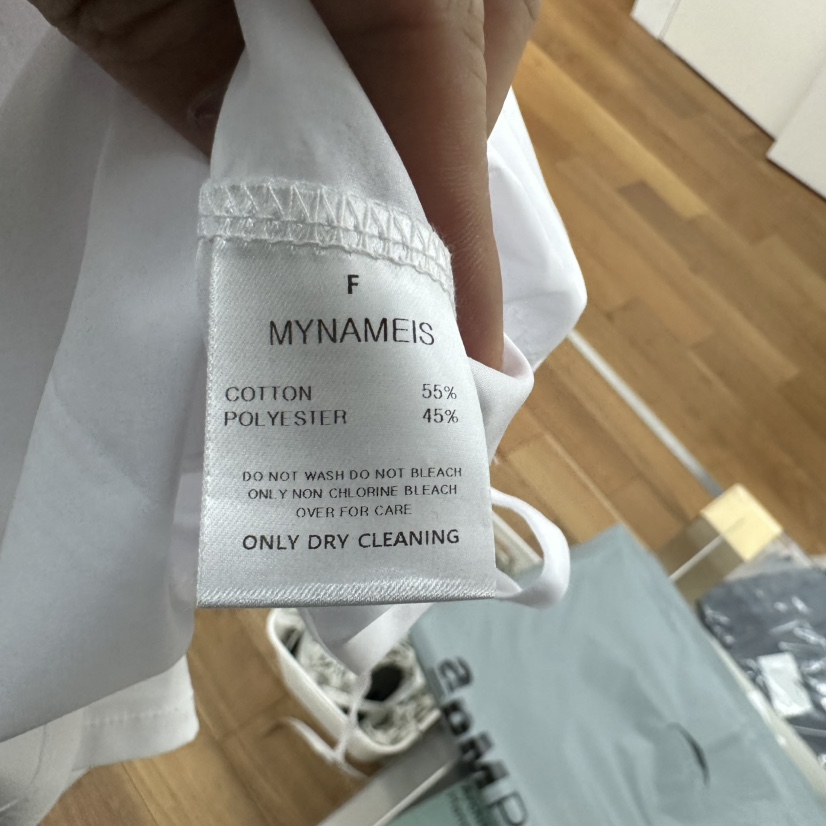 F
MYNAMEIS
COTTON 55%
POLYESTER 45%
DO NOT WASH DO NOT BLEACH
ONLY NON CHLORINE BLEACH
OVER FOR CARE
ONLY DRY CLEANING